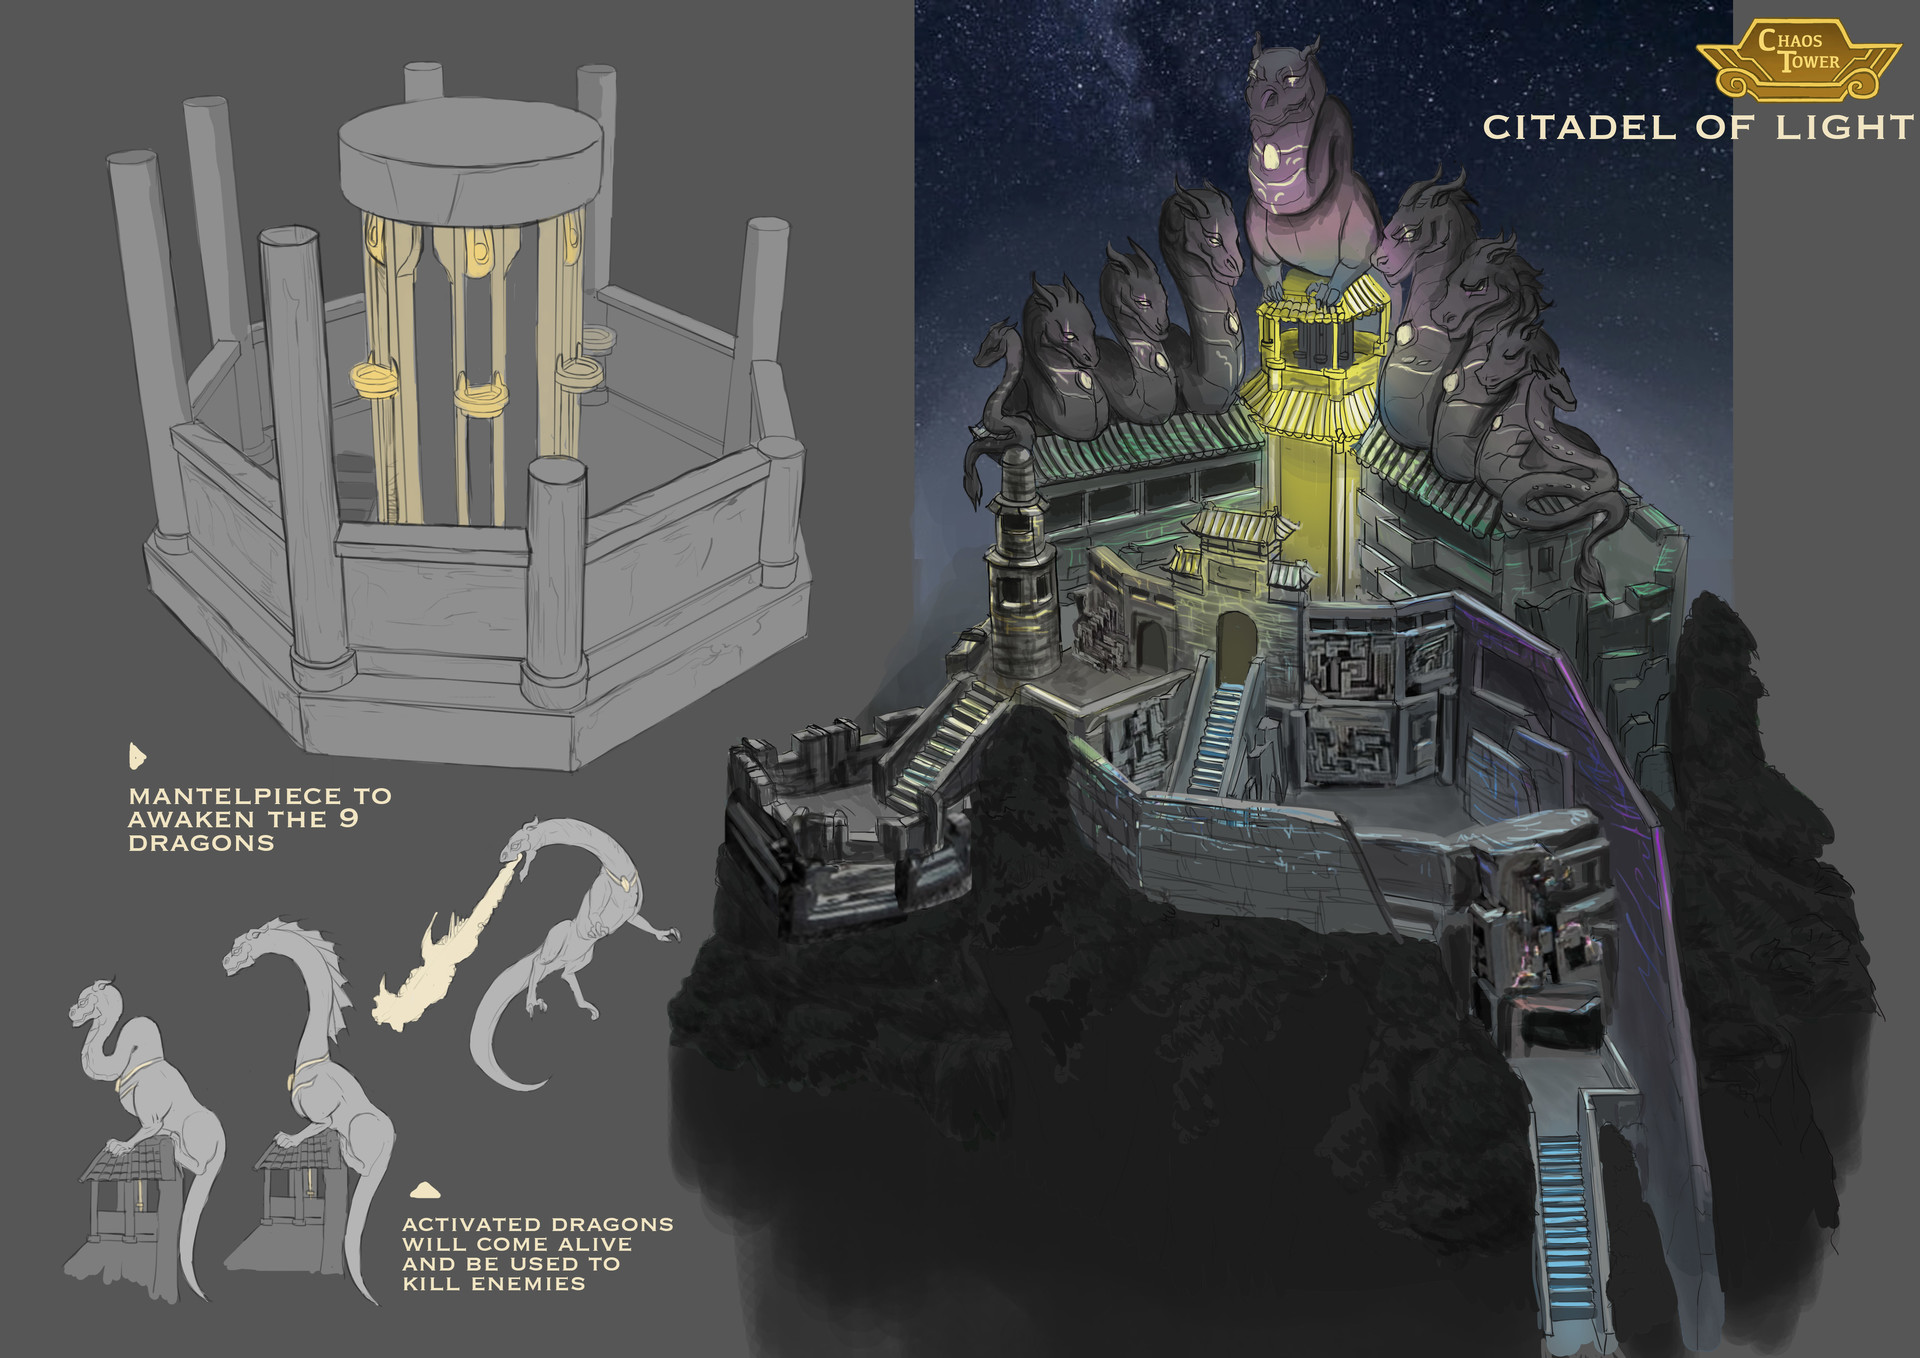 CHAOS
TOWER
CITADEL OF LIGHT
MANTELPIECE TO
AWAKEN THE 9
DRAGONS
ACTIVATED DRAGONS
WILL COME ALIVE
AND BE USED TO
KILL ENEMIES